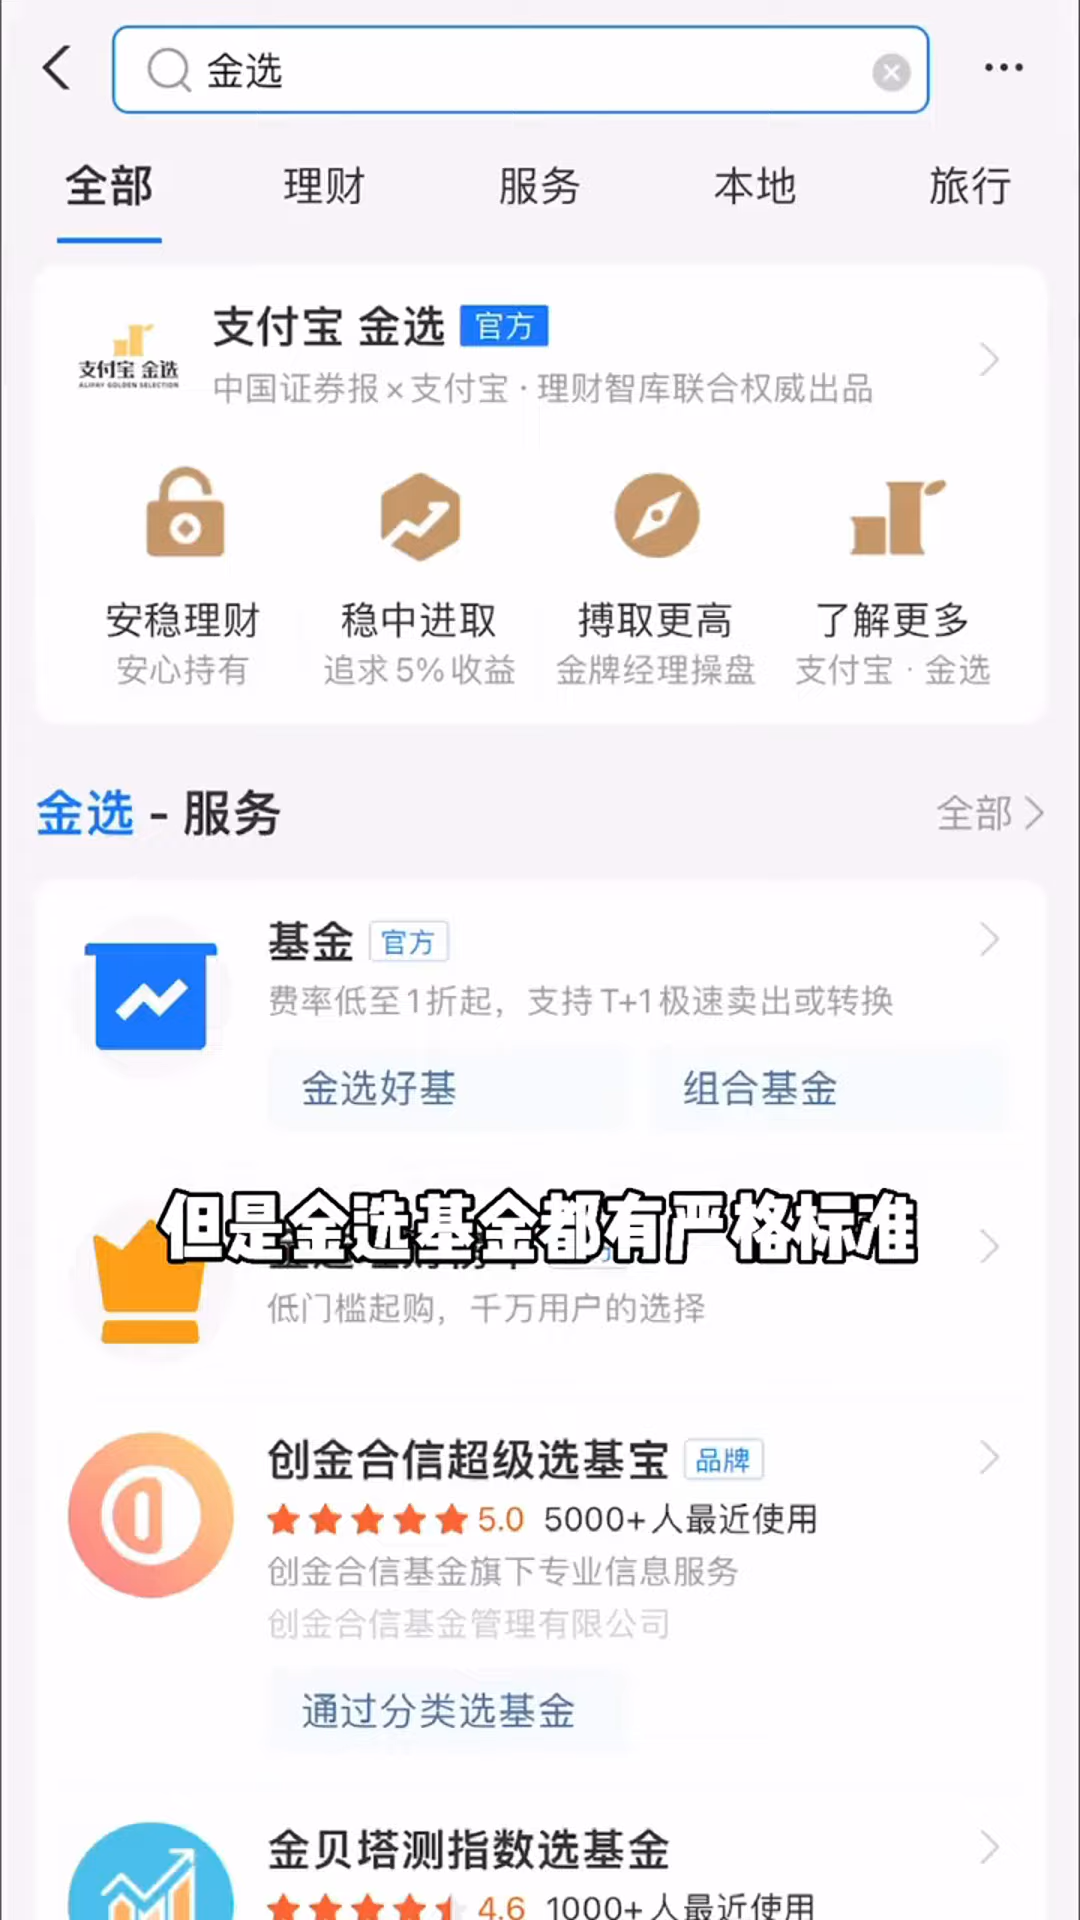 金选
全部 理财 服务 本地 旅行
支付宝 金选 官方
支付宝 金选
ALIPAY GOLDEN SELECTION
中国证券报×支付宝·理财智库联合权威出品
安稳理财 稳中进取 搏取更高 了解更多
安心持有 追求5%收益 金牌经理操盘 支付宝·金选
金选 - 服务 全部
基金 官方
费率低至1折起，支持T+1极速卖出或转换
金选好基 组合基金
但是金选基金都有严格标准
低门槛起购，千万用户的选择
创金合信超级选基宝 品牌
5.0 5000+人最近使用
创金合信基金旗下专业信息服务
创金合信基金管理有限公司
通过分类选基金
金贝塔测指数选基金
4.6 1000+人最近使用